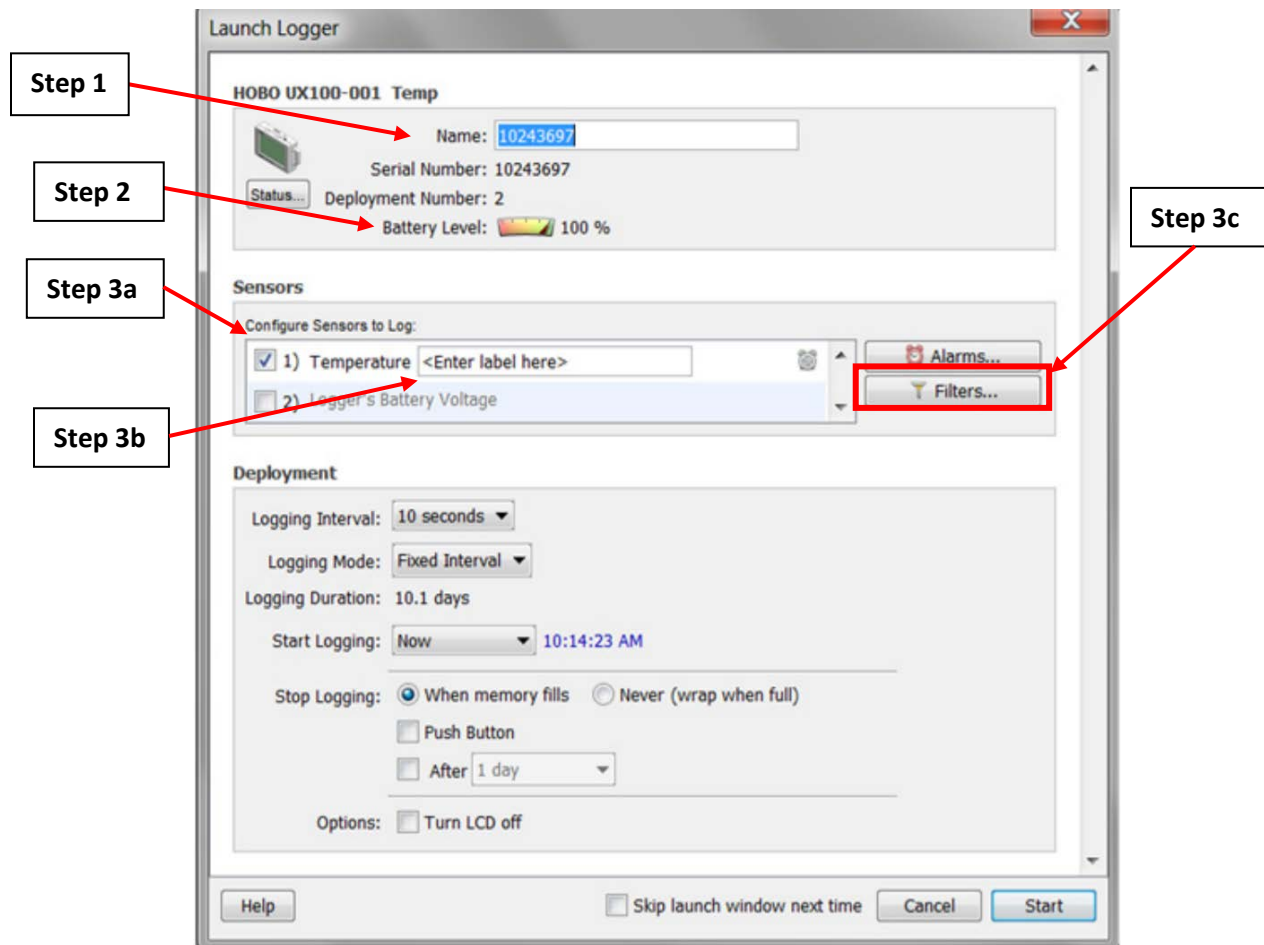 Launch Logger
Step 1
HOBO UX100-001 Temp
Name: 10243697
Serial Number: 10243697
Step 2
Status... Deployment Number: 2
Battery Level: 100 %
Step 3c
Step 3a
Sensors
Configure Sensors to Log:
1) Temperature <Enter label here>
Alarms...
2) Logger's Battery Voltage
Filters...
Step 3b
Deployment
Logging Interval: 10 seconds
Logging Mode: Fixed Interval
Logging Duration: 10.1 days
Start Logging: Now 10:14:23 AM
Stop Logging: When memory fills Never (wrap when full)
Push Button
After 1 day
Options: Turn LCD off
Help Skip launch window next time Cancel Start